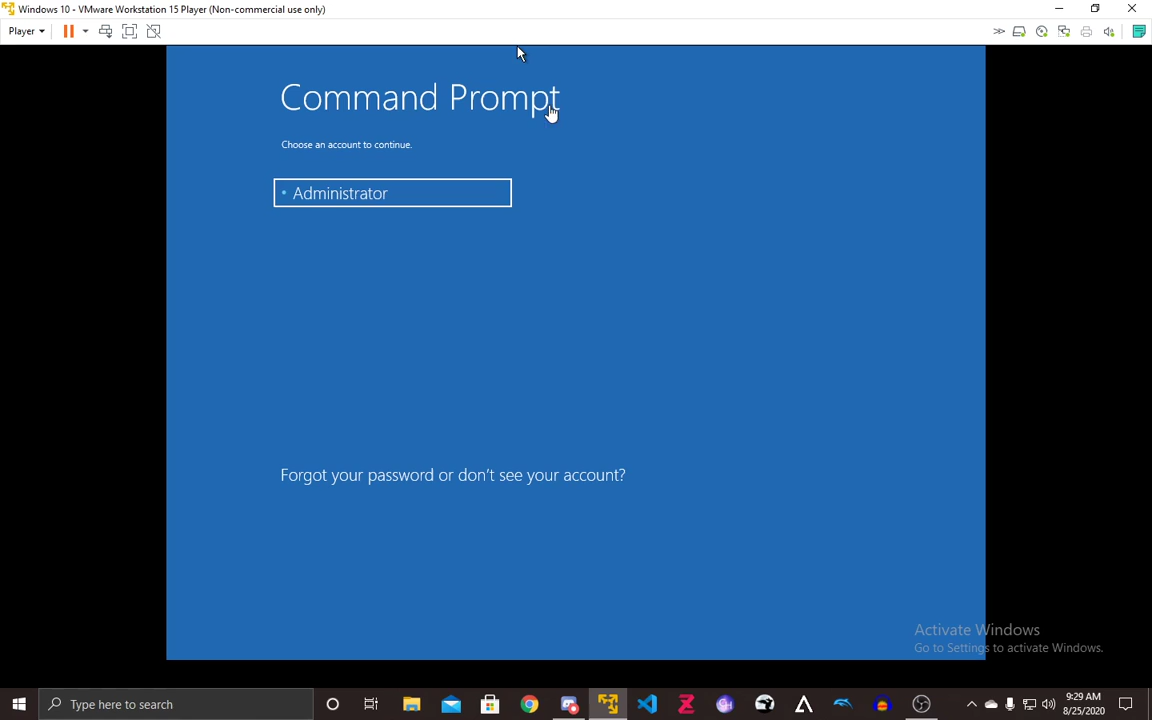 Windows 10 - VMware Workstation 15 Player (Non-commercial use only)
Player
Command Prompt
Choose an account to continue.
Administrator
Forgot your password or don't see your account?
Activate Windows
Go to Settings to activate Windows.
Type here to search
9:29 AM
8/25/2020